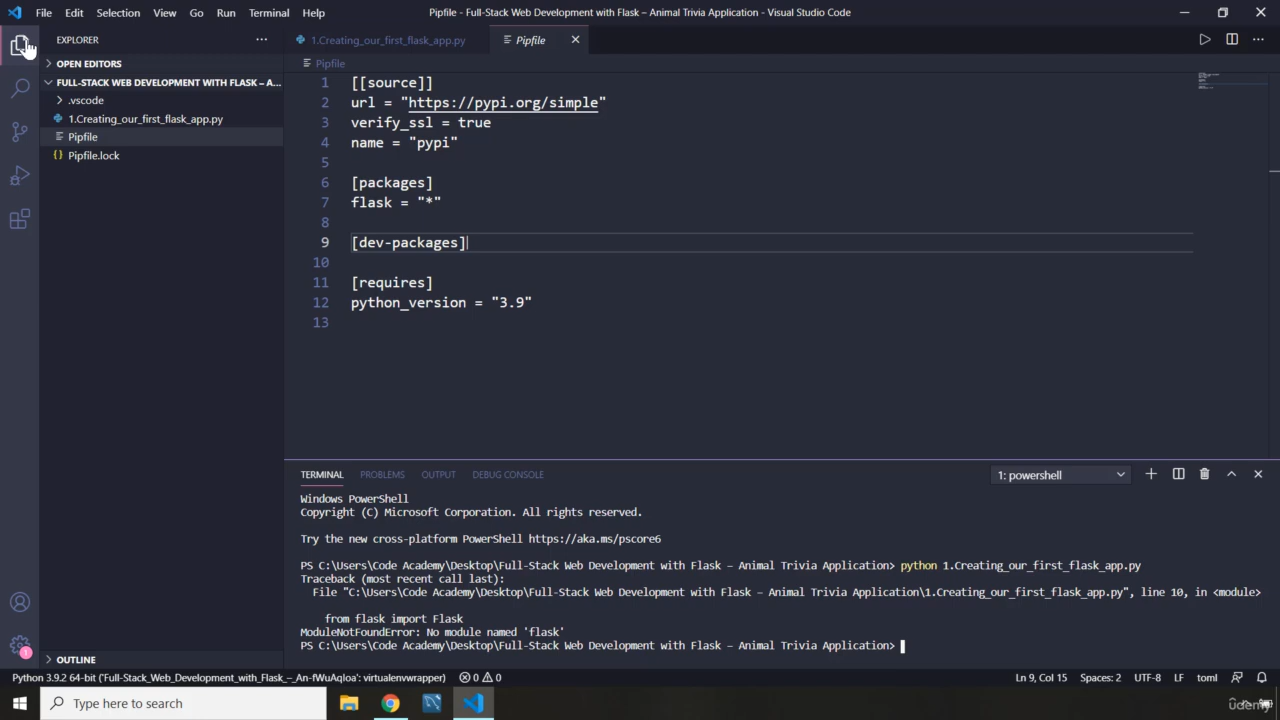 File Edit Selection View Go Run Terminal Help
Pipfile - Full-Stack Web Development with Flask – Animal Trivia Application - Visual Studio Code
EXPLORER
OPEN EDITORS
FULL-STACK WEB DEVELOPMENT WITH FLASK – A...
.vscode
1.Creating_our_first_flask_app.py
Pipfile
Pipfile.lock
OUTLINE
1.Creating_our_first_flask_app.py
Pipfile
Pipfile
1 [[source]]
2 url = "https://pypi.org/simple"
3 verify_ssl = true
4 name = "pypi"
5
6 [packages]
7 flask = "*"
8
9 [dev-packages]
10
11 [requires]
12 python_version = "3.9"
13
TERMINAL PROBLEMS OUTPUT DEBUG CONSOLE
1: powershell
Windows PowerShell
Copyright (C) Microsoft Corporation. All rights reserved.
Try the new cross-platform PowerShell https://aka.ms/pscore6
PS C:\Users\Code Academy\Desktop\Full-Stack Web Development with Flask – Animal Trivia Application> python 1.Creating_our_first_flask_app.py
Traceback (most recent call last):
File "C:\Users\Code Academy\Desktop\Full-Stack Web Development with Flask – Animal Trivia Application\1.Creating_our_first_flask_app.py", line 10, in <module>
from flask import Flask
ModuleNotFoundError: No module named 'flask'
PS C:\Users\Code Academy\Desktop\Full-Stack Web Development with Flask – Animal Trivia Application>
1
Python 3.9.2 64-bit ('Full-Stack_Web_Development_with_Flask_–_An-fWuAqIoa': virtualenvwrapper) 0 0
Ln 9, Col 15 Spaces: 2 UTF-8 LF toml
Type here to search
udemy